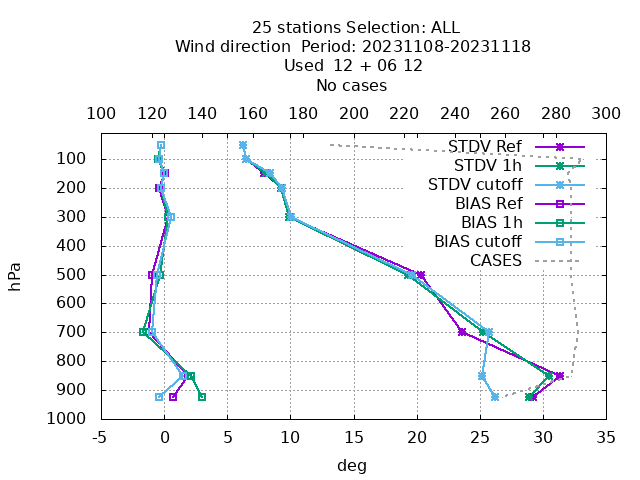 25 stations Selection: ALL
Wind direction  Period: 20231108-20231118
Used  12 + 06 12
No cases
100 120 140 160 180 200 220 240 260 280 300
STDV Ref
STDV 1h
STDV cutoff
BIAS Ref
BIAS 1h
BIAS cutoff
CASES
100
200
300
400
500
600
700
800
900
1000
hPa
-5 0 5 10 15 20 25 30 35
deg